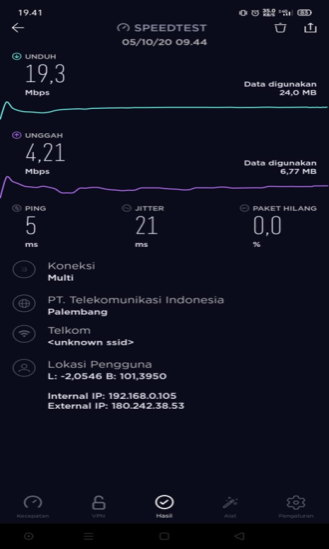 19.41
SPEEDTEST
05/10/20 09.44
UNDUH
19,3
Mbps
Data digunakan
24,0 MB
UNGGAH
4,21
Mbps
Data digunakan
6,77 MB
PING
5
ms
JITTER
21
ms
PAKET HILANG
0,0
%
Koneksi
Multi
PT. Telekomunikasi Indonesia
Palembang
Telkom
<unknown ssid>
Lokasi Pengguna
L: -2,0546 B: 101,3950
Internal IP: 192.168.0.105
External IP: 180.242.38.53
Kecepatan
VPN
Hasil
Alat
Pengaturan